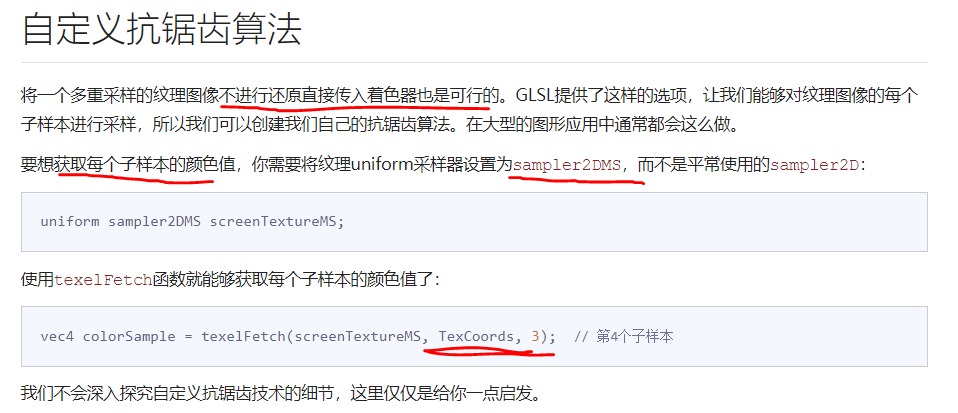 自定义抗锯齿算法
将一个多重采样的纹理图像不进行还原直接传入着色器也是可行的。GLSL提供了这样的选项，让我们能够对纹理图像的每个
子样本进行采样，所以我们可以创建我们自己的抗锯齿算法。在大型的图形应用中通常都会这么做。
要想获取每个子样本的颜色值，你需要将纹理uniform采样器设置为sampler2DMS，而不是平常使用的sampler2D：
uniform sampler2DMS screenTextureMS;
使用texelFetch函数就能够获取每个子样本的颜色值了：
vec4 colorSample = texelFetch(screenTextureMS, TexCoords, 3);  // 第4个子样本
我们不会深入探究自定义抗锯齿技术的细节，这里仅仅是给你一点启发。